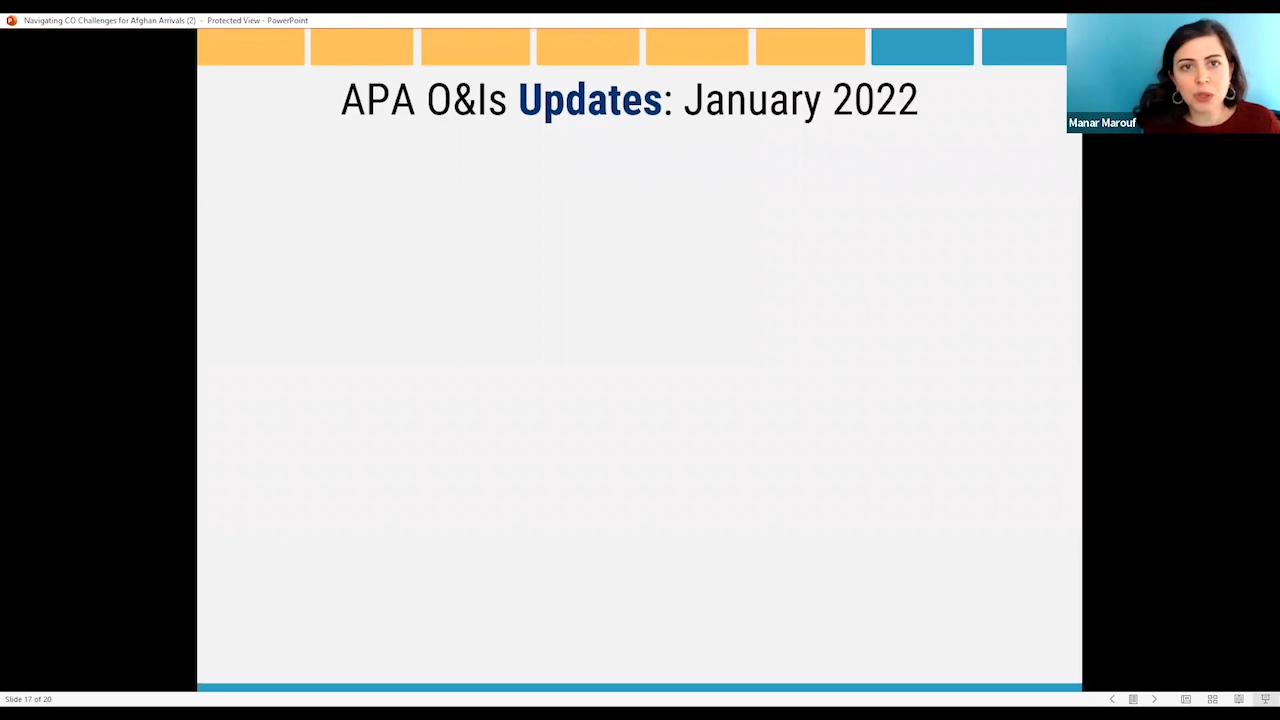 Navigating CO Challenges for Afghan Arrivals (2) - Protected View - PowerPoint
APA O&Is Updates: January 2022
Manar Marouf
Slide 17 of 20